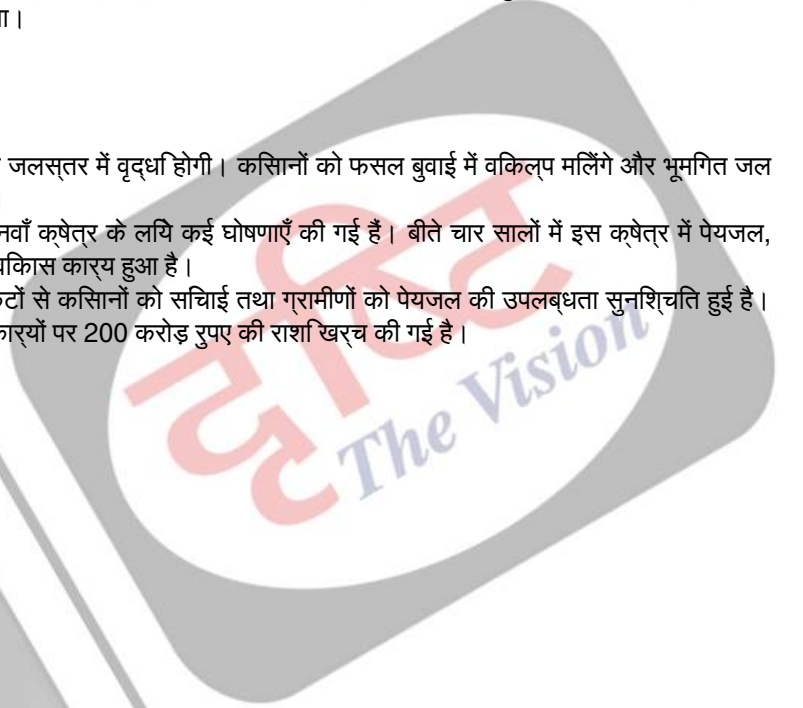 ा।
जलस्तर में वृद्धि होगी। किसानों को फसल बुवाई में विकल्प मिलेंगे और भूमिगत जल
नवाँ क्षेत्र के लिये कई घोषणाएँ की गई हैं। बीते चार सालों में इस क्षेत्र में पेयजल,
विकास कार्य हुआ है।
कटों से किसानों को सिंचाई तथा ग्रामीणों को पेयजल की उपलब्धता सुनिश्चित हुई है।
कार्यों पर 200 करोड़ रुपए की राशि खर्च की गई है।
दृष्टि
The Vision